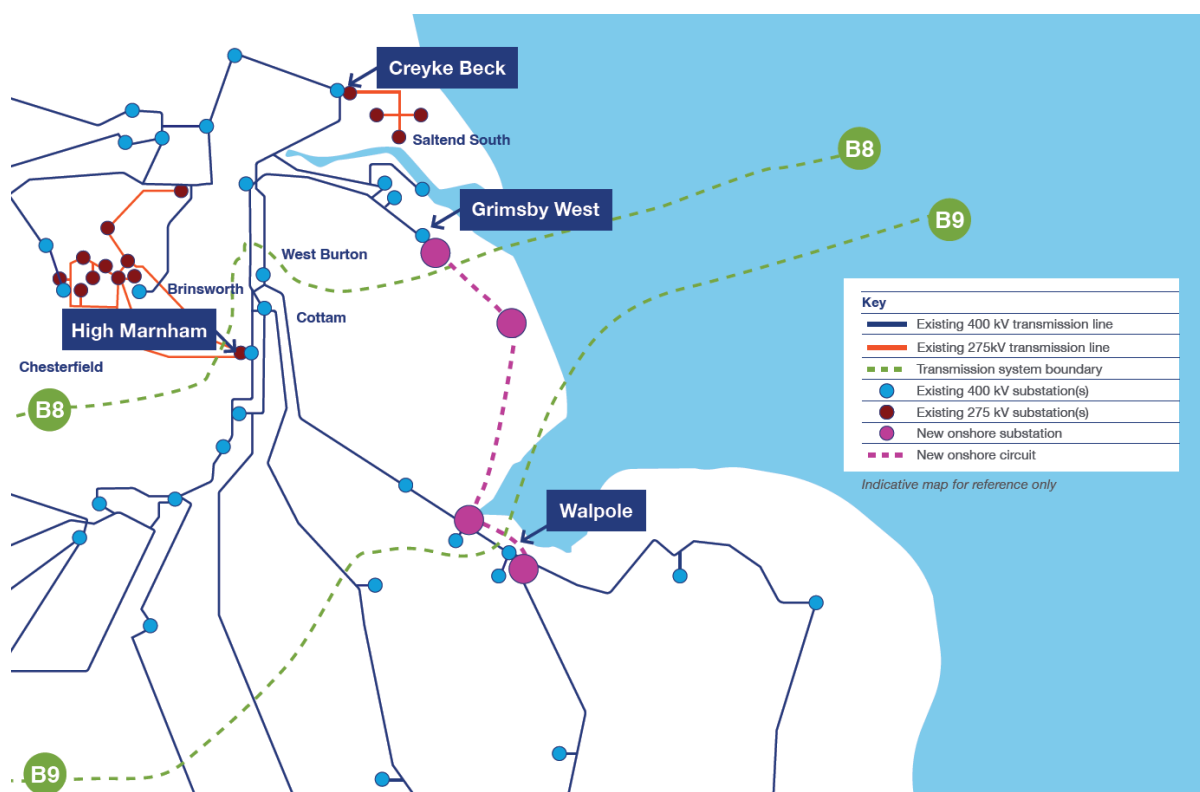 Creyke Beck
Saltend South
B8
Grimsby West
B9
West Burton
Brinsworth
Cottam
High Marnham
Chesterfield
B8
Key
Existing 400 kV transmission line
Existing 275kV transmission line
Transmission system boundary
Existing 400 kV substation(s)
Existing 275 kV substation(s)
New onshore substation
New onshore circuit
Indicative map for reference only
Walpole
B9